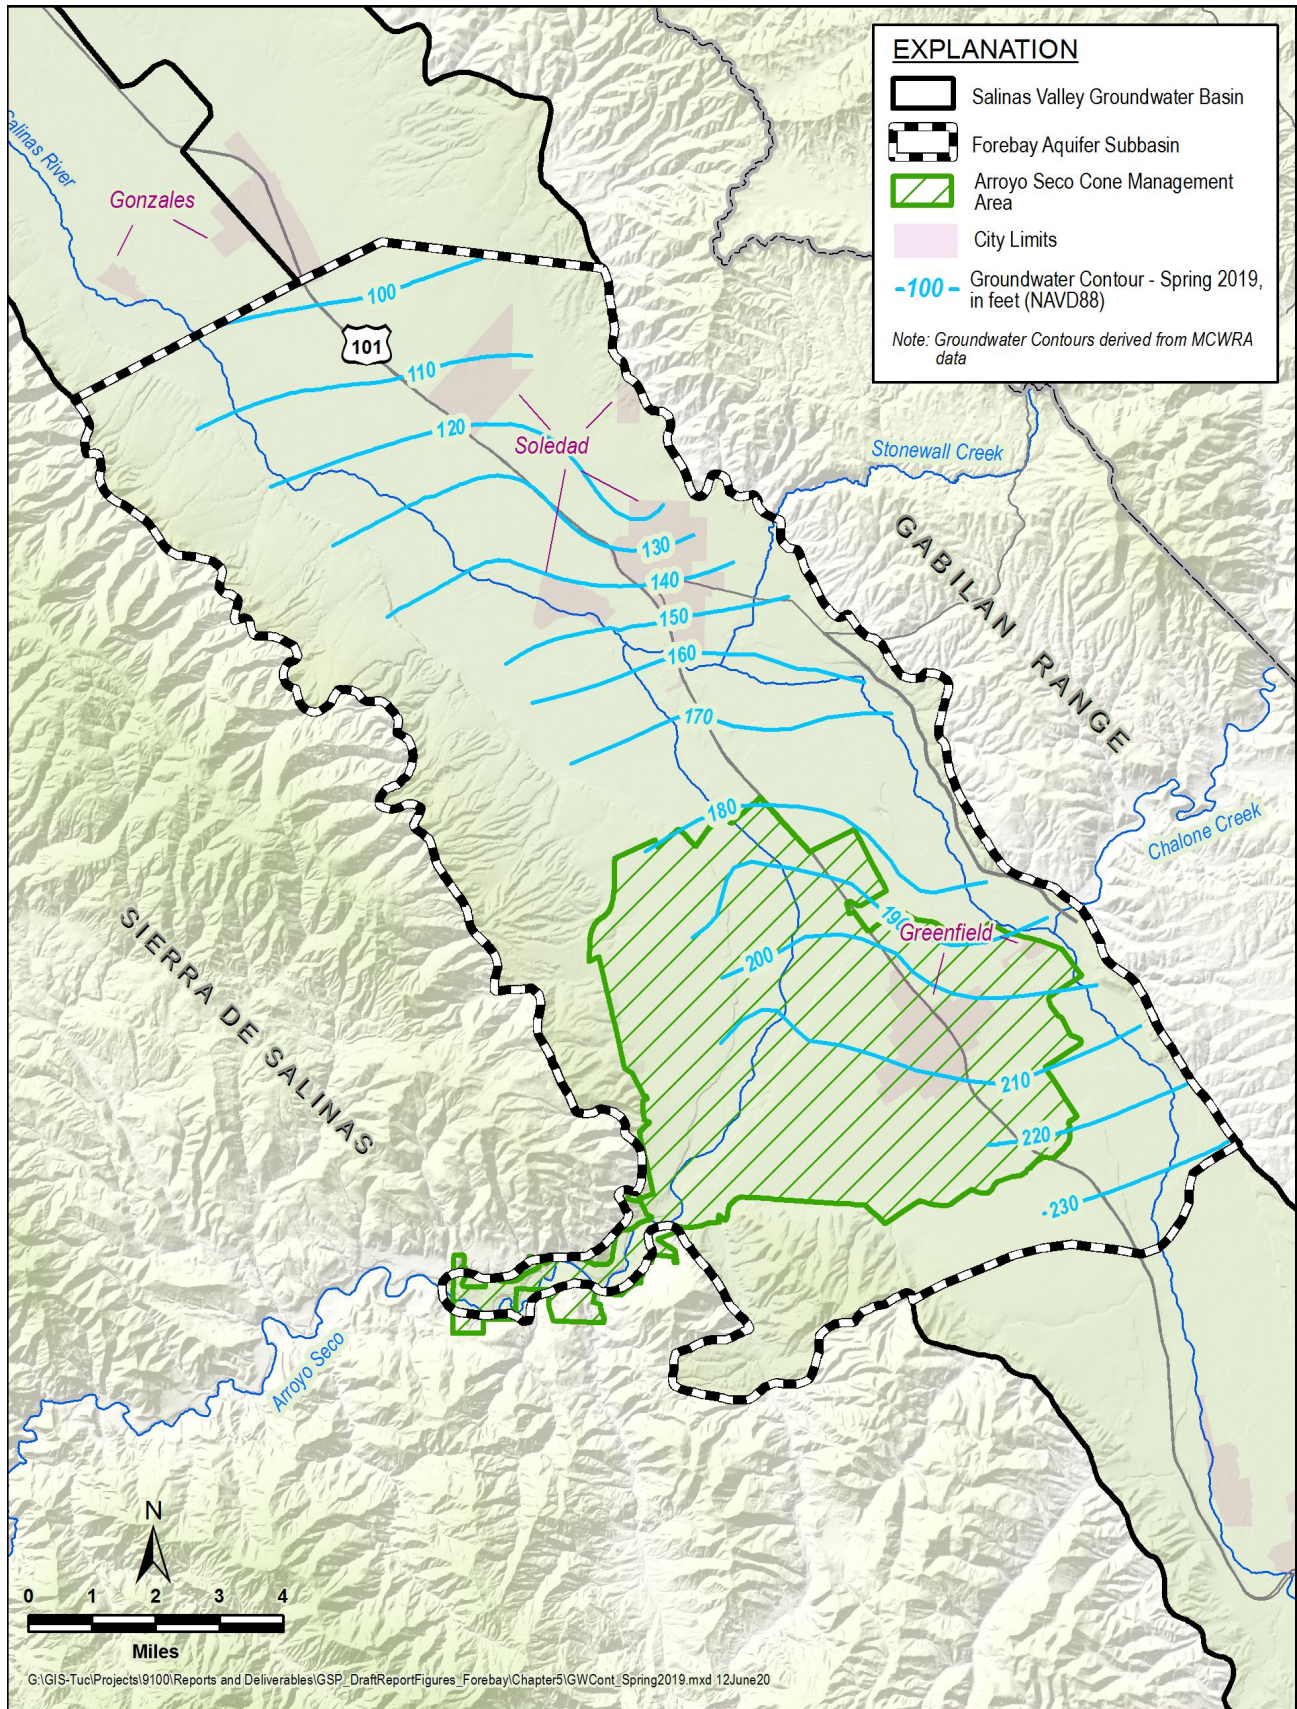 EXPLANATION
Salinas Valley Groundwater Basin
Forebay Aquifer Subbasin
Arroyo Seco Cone Management
Area
City Limits
-100-
Groundwater Contour - Spring 2019,
in feet (NAVD88)
Note: Groundwater Contours derived from MCWRA
data
Salinas River
Gonzales
100
101
110
120
Soledad
Stonewall Creek
GABILAN RANGE
130
140
150
160
170
180
Chalone Creek
190
Greenfield
200
SIERRA DE SALINAS
210
220
-230
Arroyo Seco
N
0 1 2 3 4
Miles
G:\GIS-Tuc\Projects\9100\Reports and Deliverables\GSP_DraftReportFigures_Forebay\Chapter5\GWCont_Spring2019.mxd 12June20